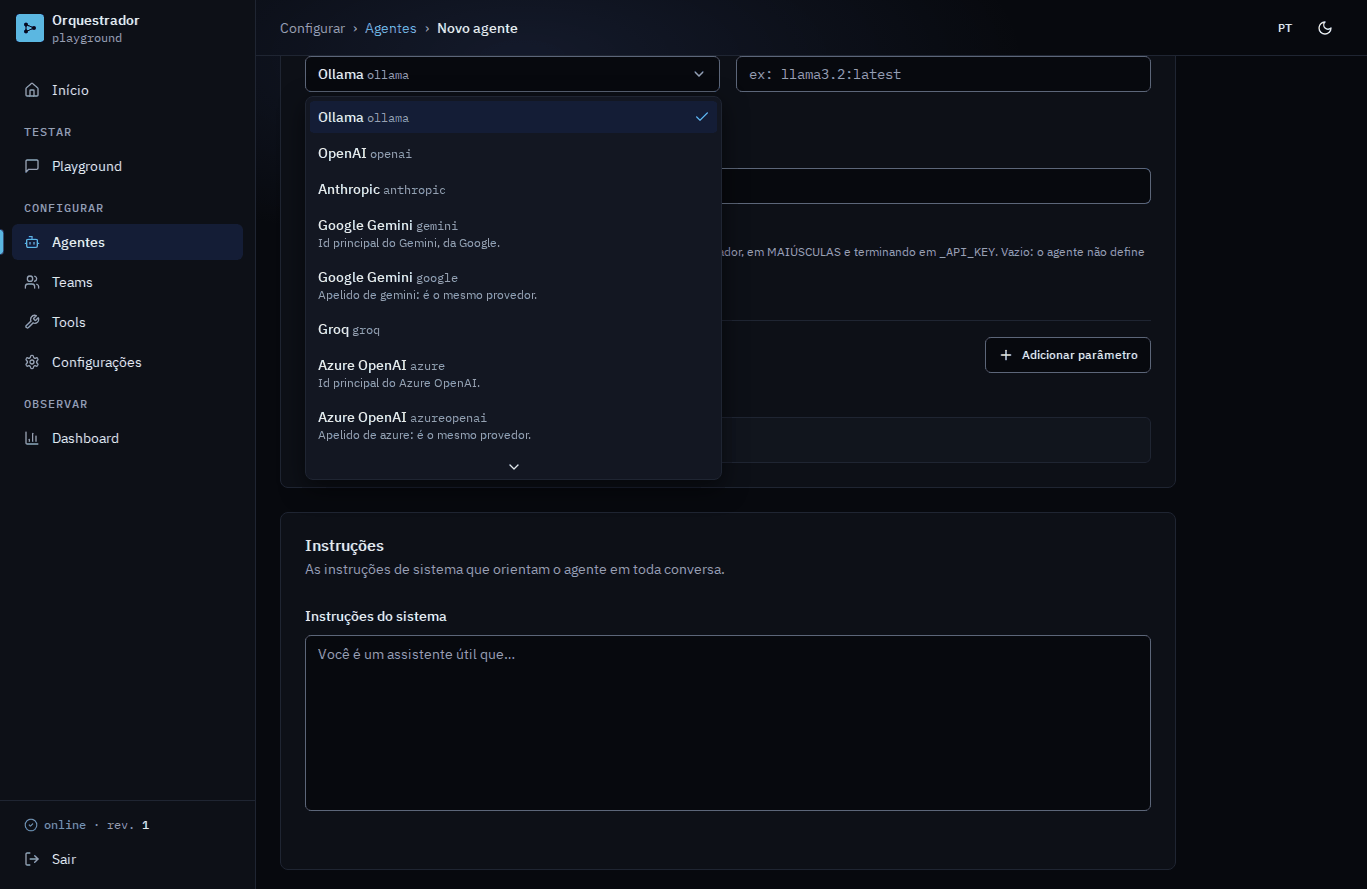 Orquestrador
playground
Início
TESTAR
Playground
CONFIGURAR
Agentes
Teams
Tools
Configurações
OBSERVAR
Dashboard
online · rev. 1
Sair
Configurar › Agentes › Novo agente
PT
Ollama ollama
ex: llama3.2:latest
Ollama ollama
OpenAI openai
Anthropic anthropic
Google Gemini gemini
Id principal do Gemini, da Google.
Google Gemini google
Apelido de gemini: é o mesmo provedor.
Groq groq
Azure OpenAI azure
Id principal do Azure OpenAI.
Azure OpenAI azureopenai
Apelido de azure: é o mesmo provedor.
em MAIÚSCULAS e terminando em _API_KEY. Vazio: o agente não define
Adicionar parâmetro
Instruções
As instruções de sistema que orientam o agente em toda conversa.
Instruções do sistema
Você é um assistente útil que...